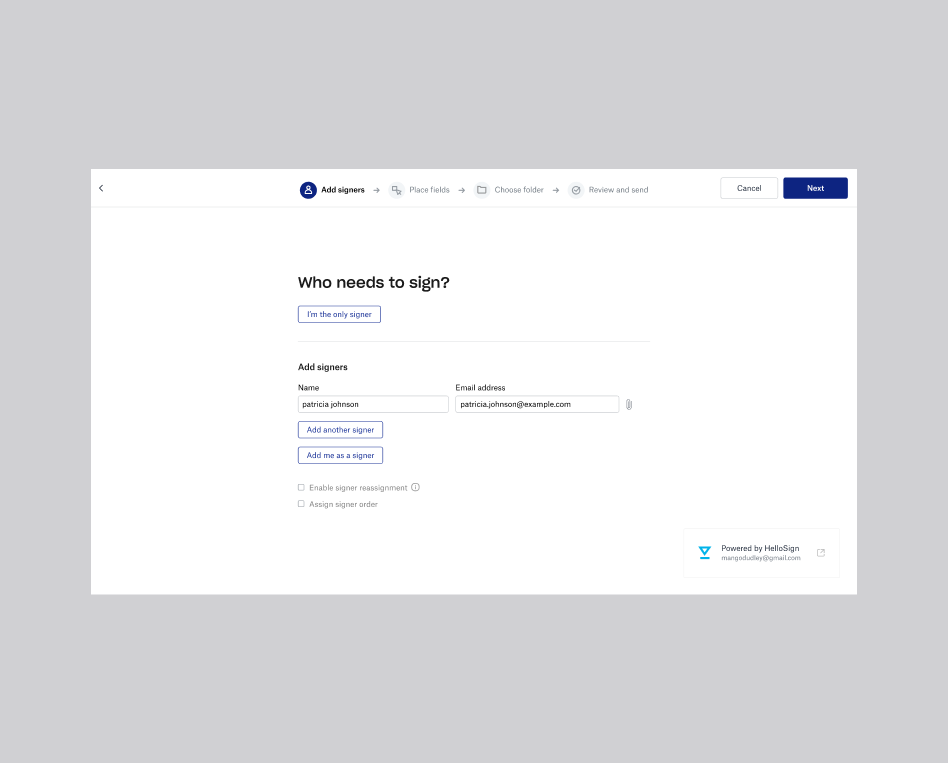 Add signers → Place fields → Choose folder → Review and send
Cancel
Next
Who needs to sign?
I'm the only signer
Add signers
Name Email address
patricia johnson patricia.johnson@example.com
Add another signer
Add me as a signer
Enable signer reassignment
Assign signer order
Powered by HelloSign
mangodudley@gmail.com